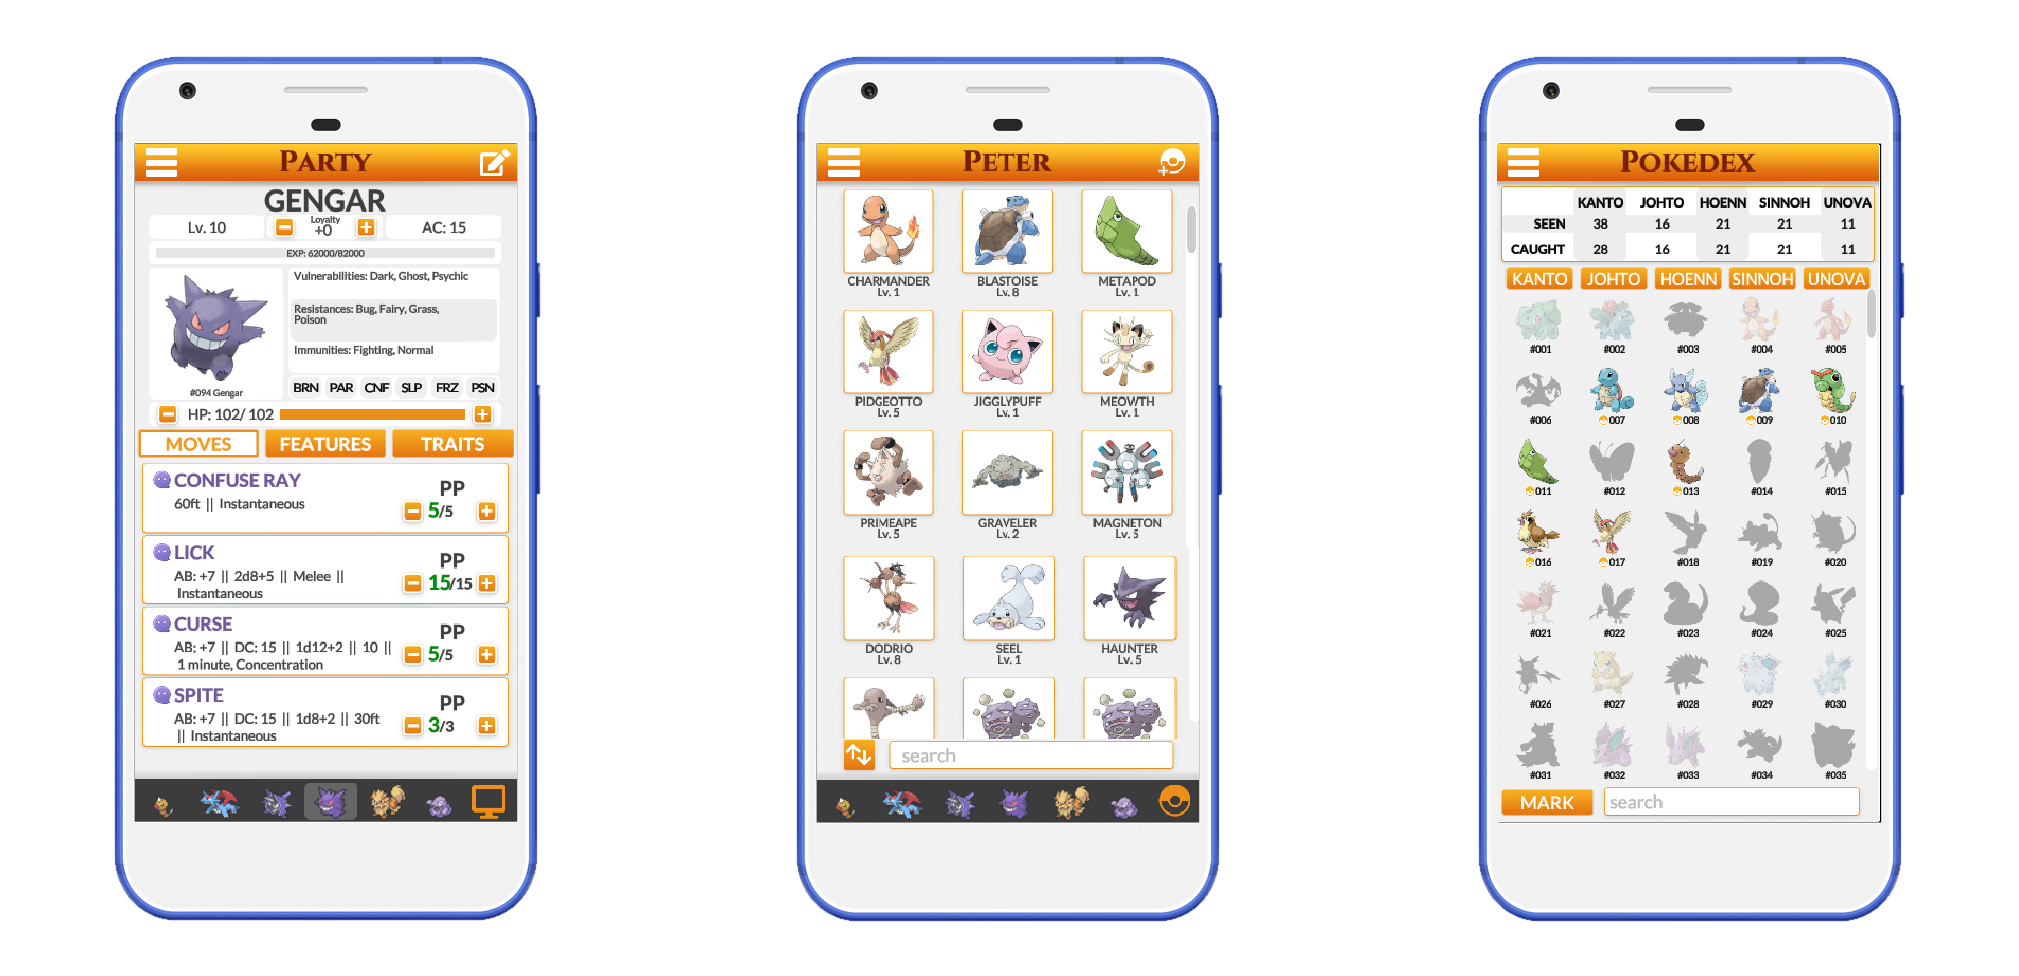 PARTY
GENGAR
Lv. 10
Loyalty
+0
AC: 15
EXP: 62000/82000
Vulnerabilities: Dark, Ghost, Psychic
Resistances: Bug, Fairy, Grass,
Poison
Immunities: Fighting, Normal
#094 Gengar
BRN PAR CNF SLP FRZ PSN
HP: 102/ 102
MOVES FEATURES TRAITS
CONFUSE RAY
60ft || Instantaneous
PP
5/5
LICK
AB: +7 || 2d8+5 || Melee ||
Instantaneous
PP
15/15
CURSE
AB: +7 || DC: 15 || 1d12+2 || 10 ||
1 minute, Concentration
PP
5/5
SPITE
AB: +7 || DC: 15 || 1d8+2 || 30ft
|| Instantaneous
PP
3/3
PETER
CHARMANDER BLASTOISE METAPOD
Lv. 1 Lv. 8 Lv. 1
PIDGEOTTO JIGGLYPUFF MEOWTH
Lv. 5 Lv. 1 Lv. 1
PRIMEAPE GRAVELER MAGNETON
Lv. 5 Lv. 2 Lv. 5
DODRIO SEEL HAUNTER
Lv. 8 Lv. 1 Lv. 5
search
POKEDEX
KANTO JOHTO HOENN SINNOH UNOVA
SEEN 38 16 21 21 11
CAUGHT 28 16 21 21 11
KANTO JOHTO HOENN SINNOH UNOVA
#001 #002 #003 #004 #005
#006 007 008 009 010
011 #012 013 #014 #015
016 017 #018 #019 #020
#021 #022 #023 #024 #025
#026 #027 #028 #029 #030
#031 #032 #033 #034 #035
MARK search